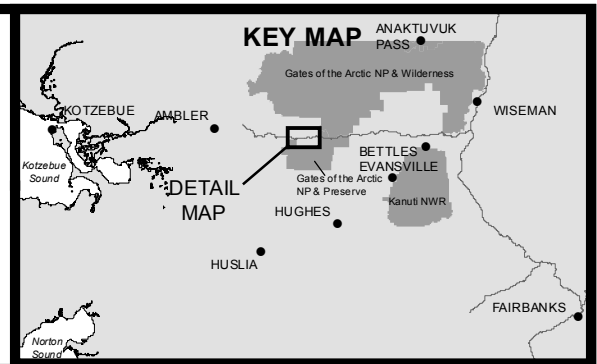 KEY MAP
ANAKTUVUK
PASS
Gates of the Arctic NP & Wilderness
KOTZEBUE
AMBLER
WISEMAN
Kotzebue
Sound
BETTLES
EVANSVILLE
DETAIL
MAP
Gates of the Arctic
NP & Preserve
Kanuti NWR
HUGHES
HUSLIA
FAIRBANKS
Norton
Sound